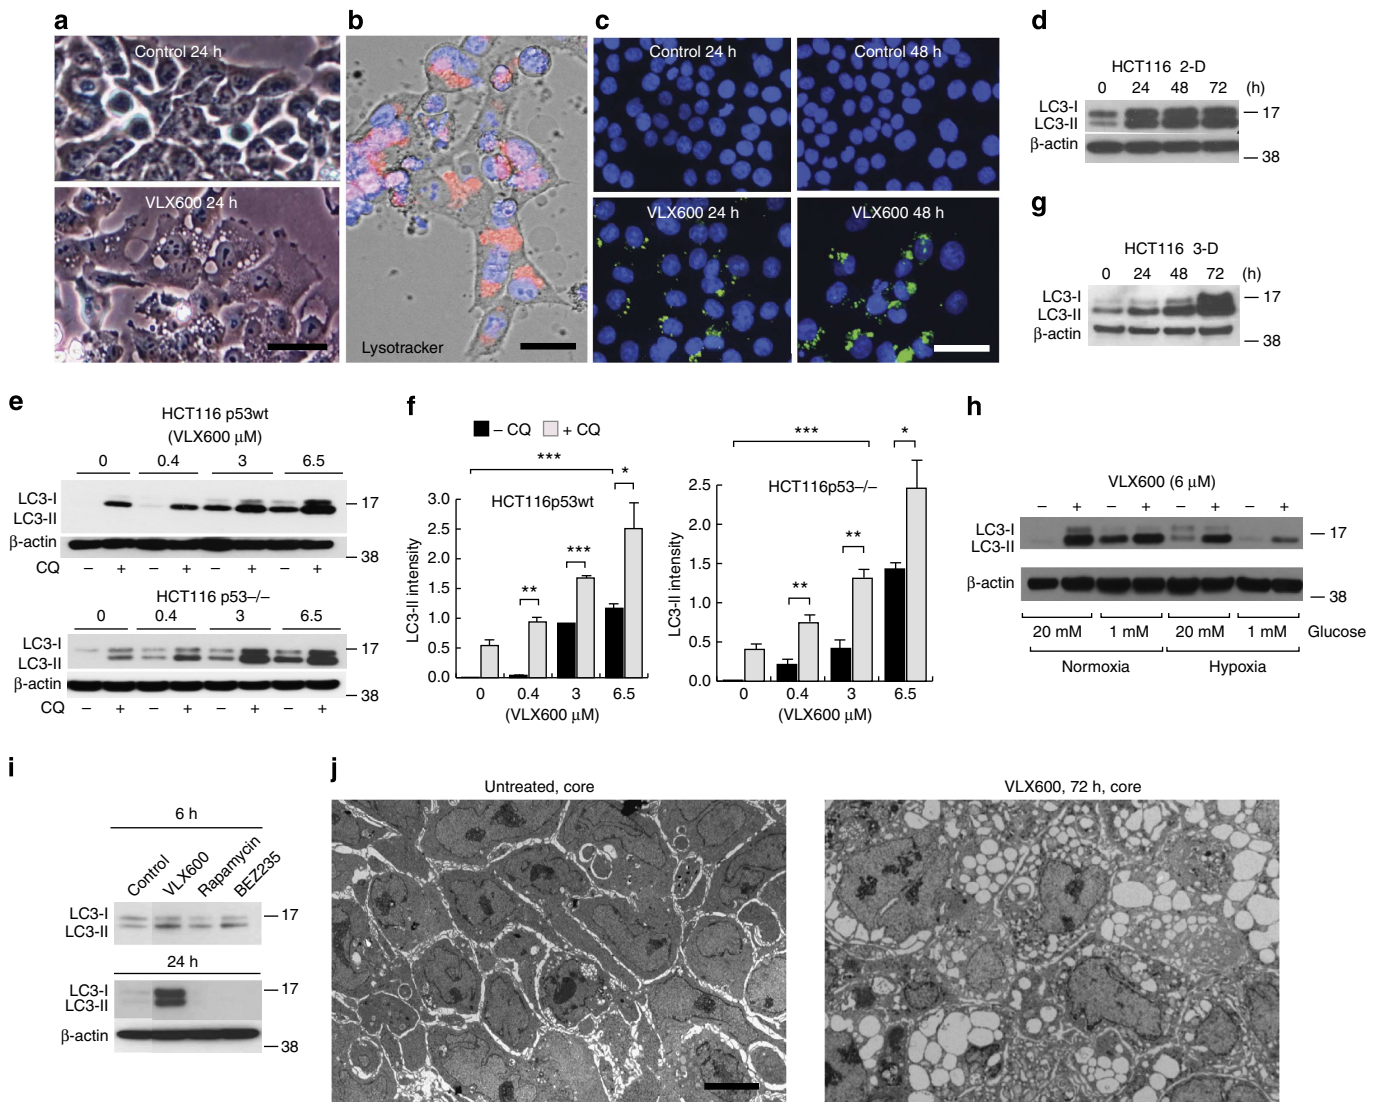 a
Control 24 h
VLX600 24 h
b
Lysotracker
c
Control 24 h
Control 48 h
VLX600 24 h
VLX600 48 h
d
HCT116 2-D
0 24 48 72 (h)
LC3-I
LC3-II
17
β-actin
38
g
HCT116 3-D
0 24 48 72 (h)
LC3-I
LC3-II
17
β-actin
38
e
HCT116 p53wt
(VLX600 μM)
0 0.4 3 6.5
LC3-I
LC3-II
17
β-actin
38
CQ – + – + – + – +
HCT116 p53–/–
0 0.4 3 6.5
LC3-I
LC3-II
17
β-actin
38
CQ – + – + – + – +
f
– CQ + CQ
***
*
HCT116p53wt
***
**
LC3-II intensity
3.0
2.5
2.0
1.5
1.0
0.5
0.0
0 0.4 3 6.5
(VLX600 μM)
***
*
HCT116p53–/–
**
**
LC3-II intensity
2.5
2.0
1.5
1.0
0.5
0.0
0 0.4 3 6.5
(VLX600 μM)
h
VLX600 (6 μM)
– + – + – + – +
LC3-I
LC3-II
17
β-actin
38
20 mM 1 mM 20 mM 1 mM Glucose
Normoxia Hypoxia
i
6 h
Control VLX600 Rapamycin BEZ235
LC3-I
LC3-II
17
24 h
LC3-I
LC3-II
17
β-actin
38
j
Untreated, core
VLX600, 72 h, core